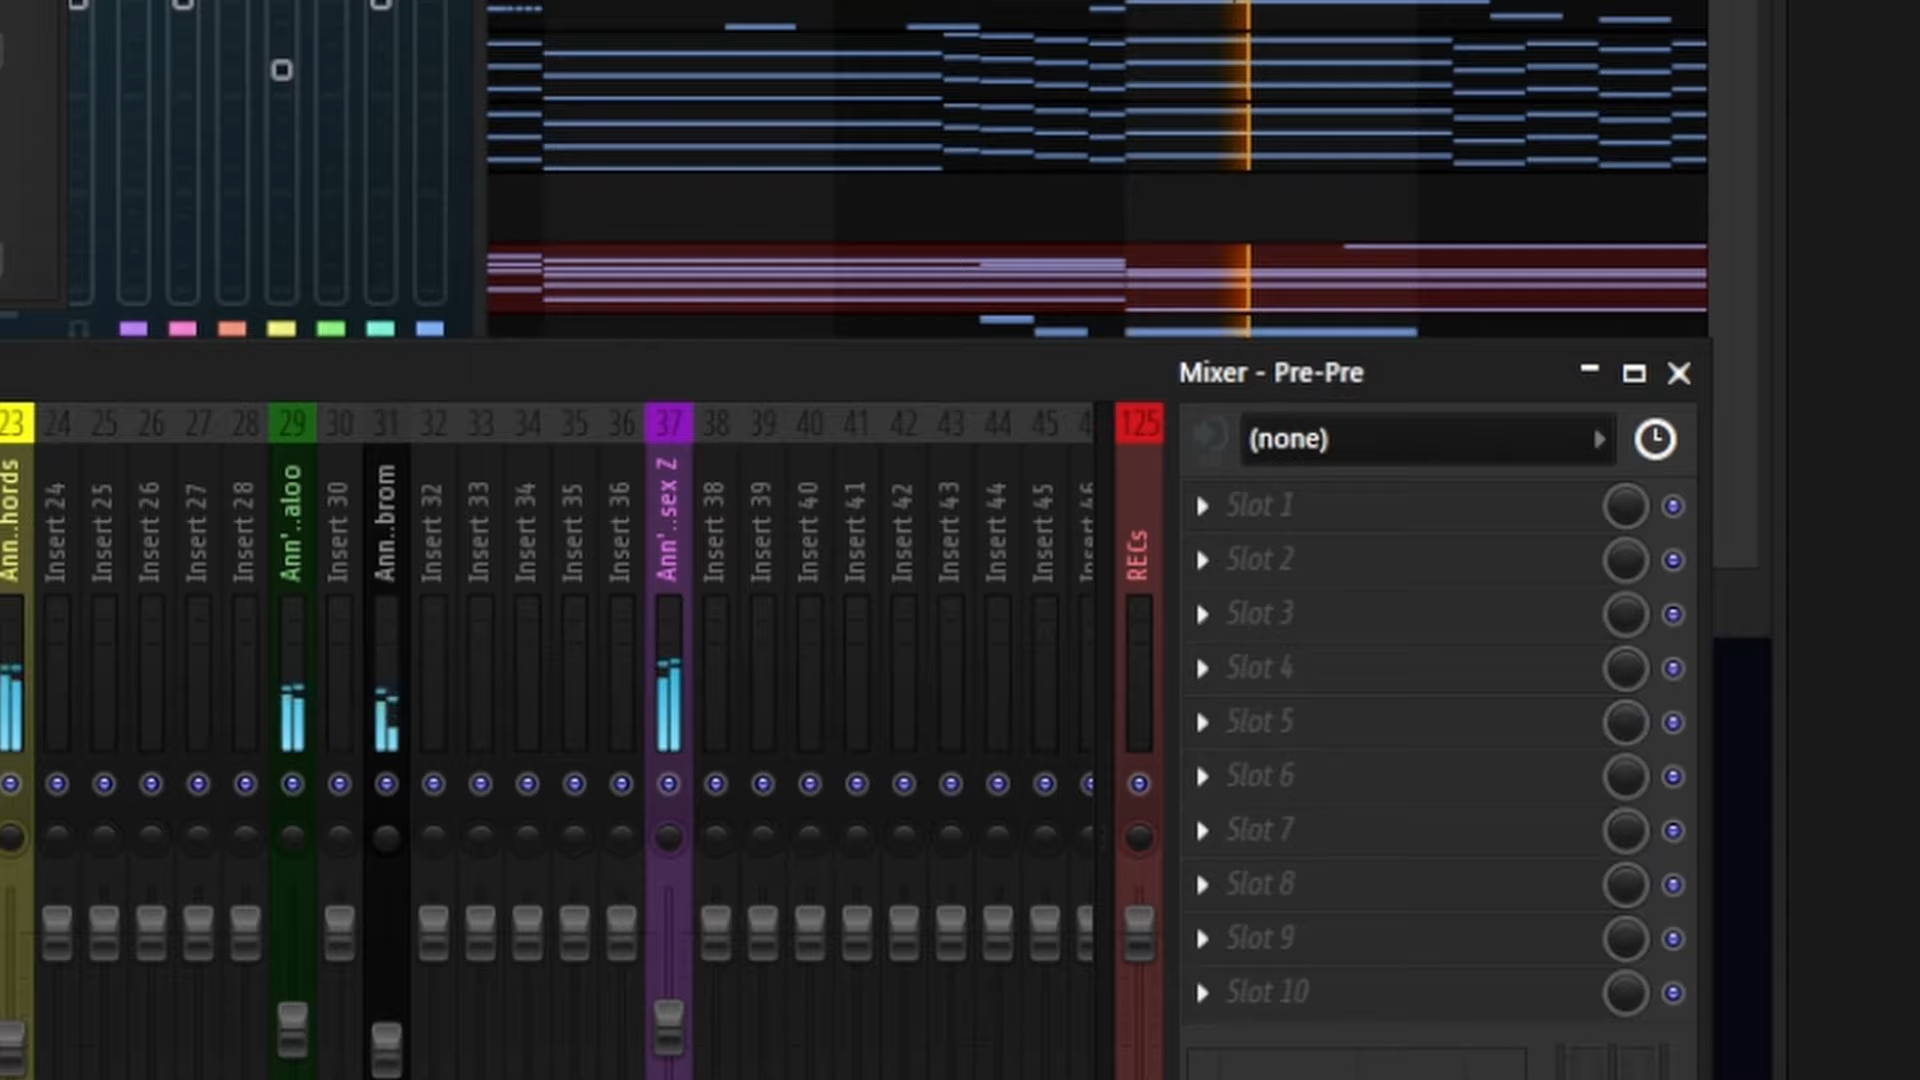 Mixer - Pre-Pre
23 24 25 26 27 28 29 30 31 32 33 34 35 36 37 38 39 40 41 42 43 44 45 4 125
(none)
Ann..hords
Insert 24
Insert 25
Insert 26
Insert 27
Insert 28
Ann'..aloo
Insert 30
Ann..brom
Insert 32
Insert 33
Insert 34
Insert 35
Insert 36
Ann'..sex Z
Insert 38
Insert 39
Insert 40
Insert 41
Insert 42
Insert 43
Insert 44
Insert 45
Insert 46
RECs
Slot 1
Slot 2
Slot 3
Slot 4
Slot 5
Slot 6
Slot 7
Slot 8
Slot 9
Slot 10